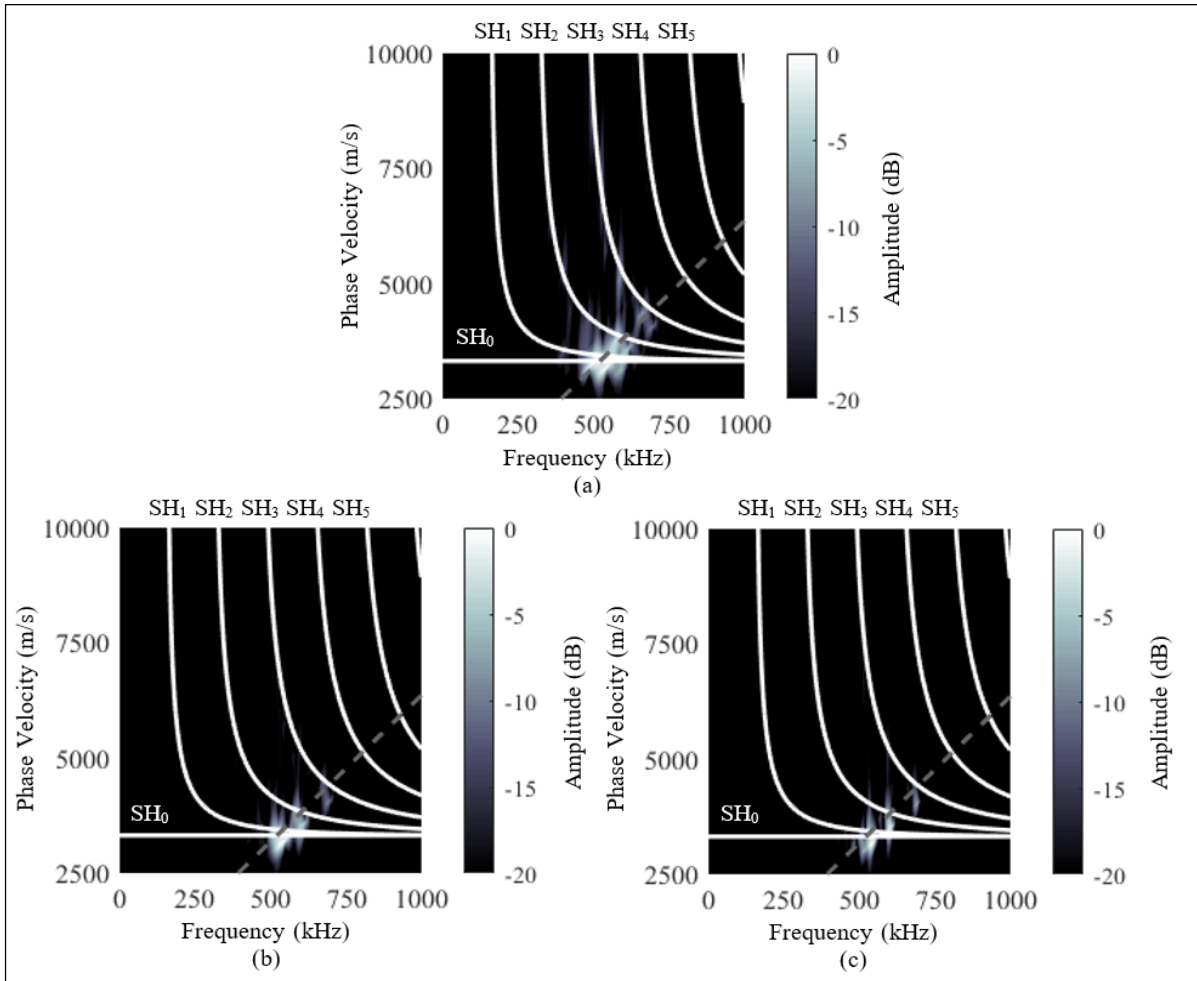 SH₁ SH₂ SH₃ SH₄ SH₅
10000
7500
5000
2500
Phase Velocity (m/s)
SH₀
0 250 500 750 1000
Frequency (kHz)
0
-5
-10
-15
-20
Amplitude (dB)
(a)
SH₁ SH₂ SH₃ SH₄ SH₅
10000
7500
5000
2500
Phase Velocity (m/s)
SH₀
0 250 500 750 1000
Frequency (kHz)
0
-5
-10
-15
-20
Amplitude (dB)
(b)
SH₁ SH₂ SH₃ SH₄ SH₅
10000
7500
5000
2500
Phase Velocity (m/s)
SH₀
0 250 500 750 1000
Frequency (kHz)
0
-5
-10
-15
-20
Amplitude (dB)
(c)